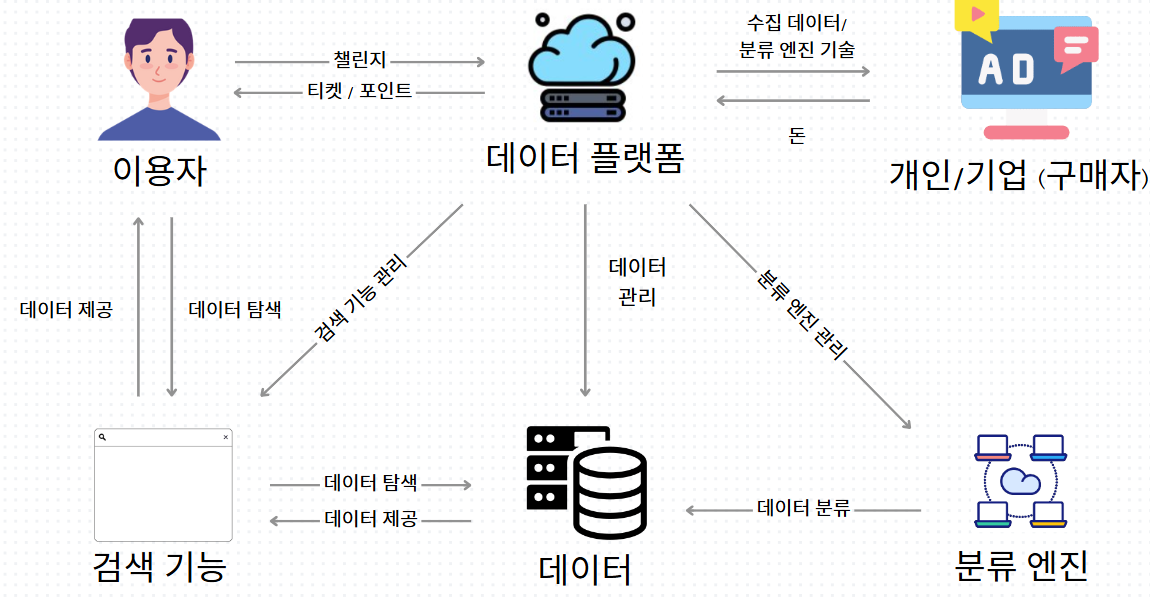 챌린지
티켓 / 포인트
수집 데이터/
분류 엔진 기술
돈
AD
이용자
데이터 플랫폼
개인/기업 (구매자)
데이터 제공
데이터 탐색
검색 기능 관리
데이터
관리
분류 엔진 관리
데이터 탐색
데이터 제공
데이터 분류
검색 기능
데이터
분류 엔진